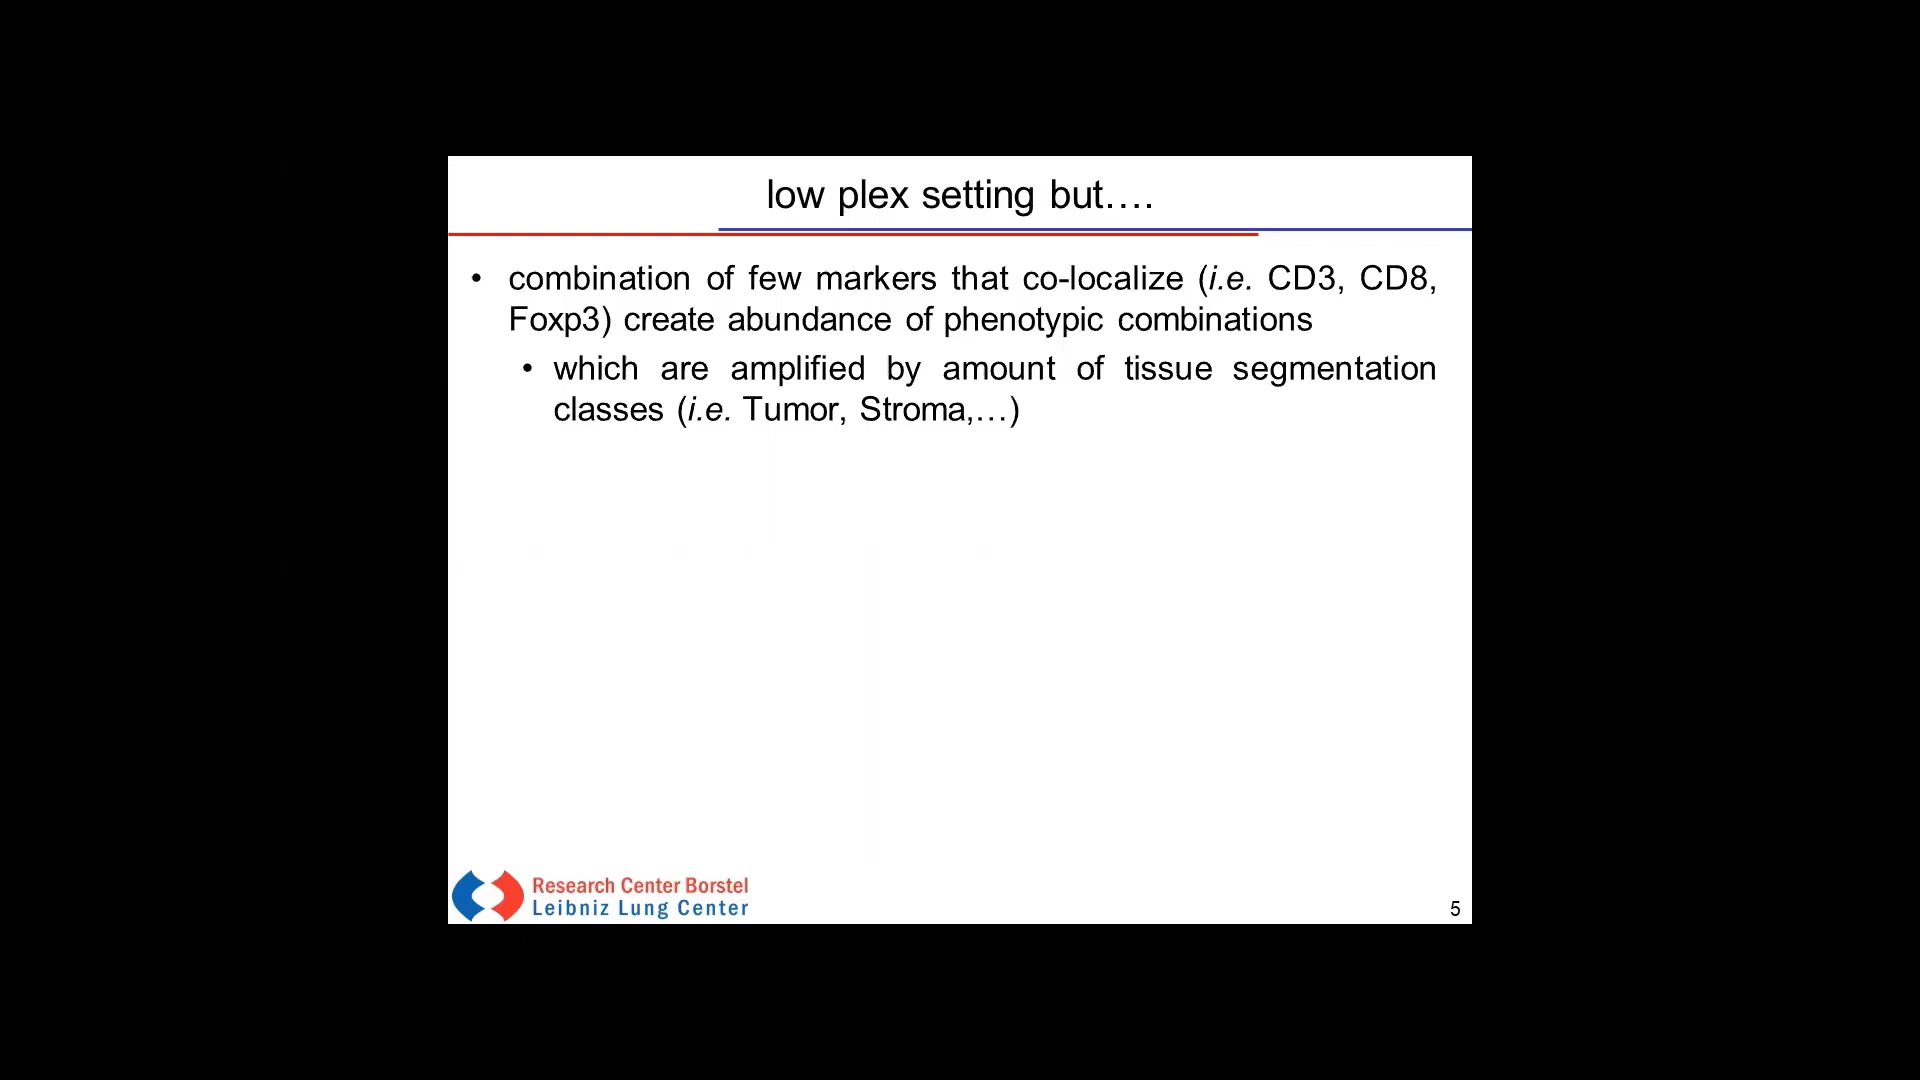 low plex setting but….
• combination of few markers that co-localize (i.e. CD3, CD8,
Foxp3) create abundance of phenotypic combinations
• which are amplified by amount of tissue segmentation
classes (i.e. Tumor, Stroma,…)
Research Center Borstel
Leibniz Lung Center
5